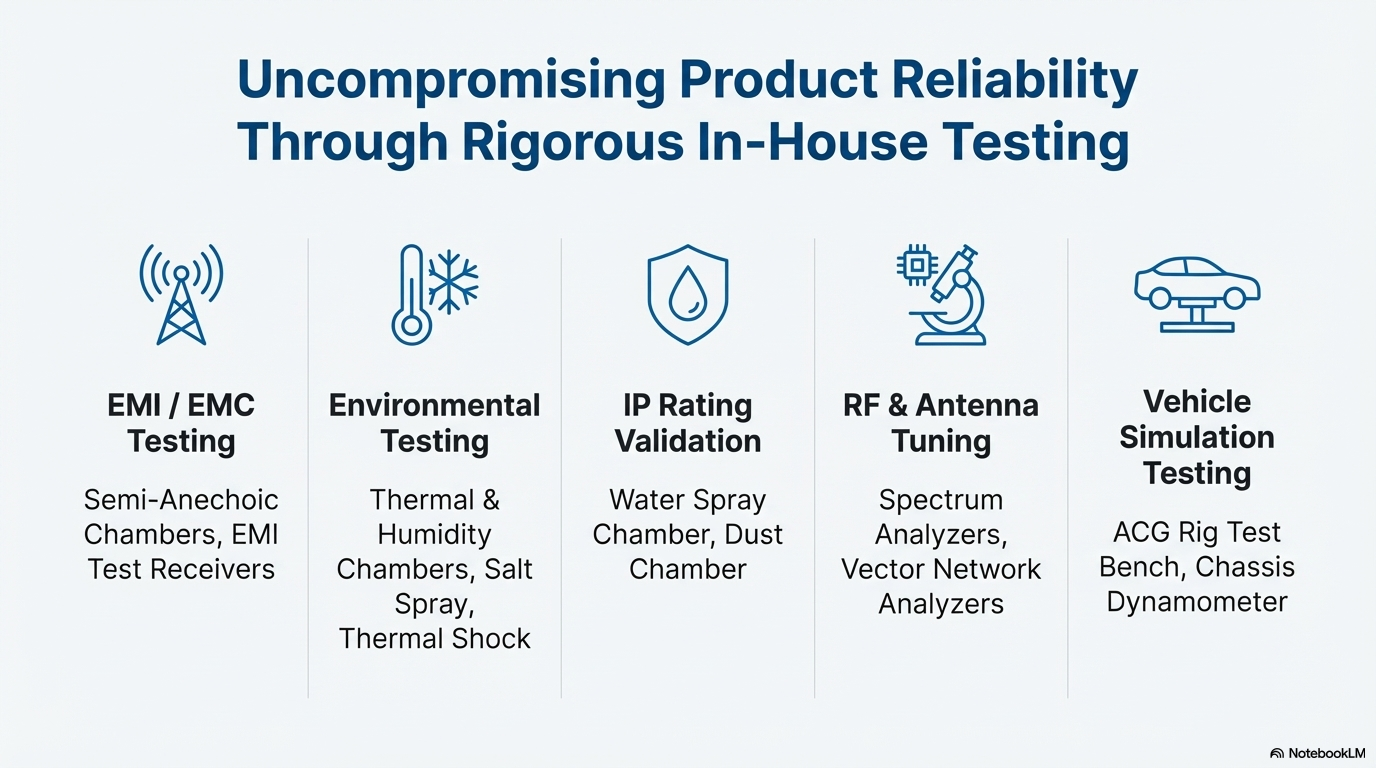 Uncompromising Product Reliability
Through Rigorous In-House Testing
EMI / EMC
Testing
Semi-Anechoic
Chambers, EMI
Test Receivers
Environmental
Testing
Thermal &
Humidity
Chambers, Salt
Spray,
Thermal Shock
IP Rating
Validation
Water Spray
Chamber, Dust
Chamber
RF & Antenna
Tuning
Spectrum
Analyzers,
Vector Network
Analyzers
Vehicle
Simulation
Testing
ACG Rig Test
Bench, Chassis
Dynamometer
NotebookLM